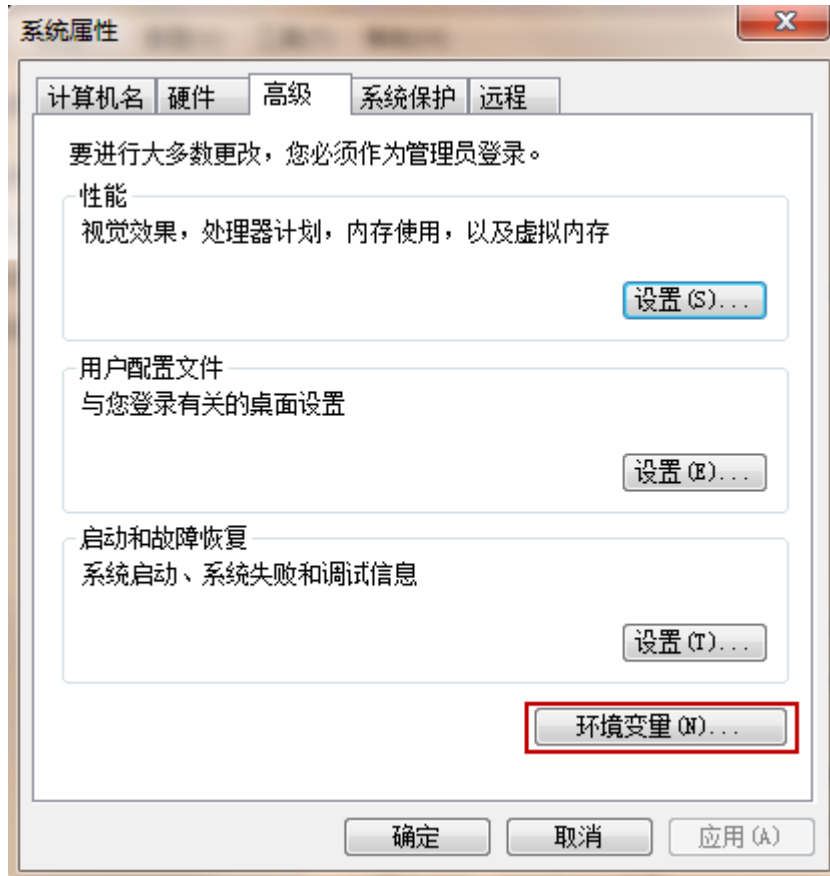 系统属性
计算机名 硬件 高级 系统保护 远程
要进行大多数更改，您必须作为管理员登录。
性能
视觉效果，处理器计划，内存使用，以及虚拟内存
设置(S)...
用户配置文件
与您登录有关的桌面设置
设置(E)...
启动和故障恢复
系统启动、系统失败和调试信息
设置(T)...
环境变量(N)...
确定 取消 应用(A)